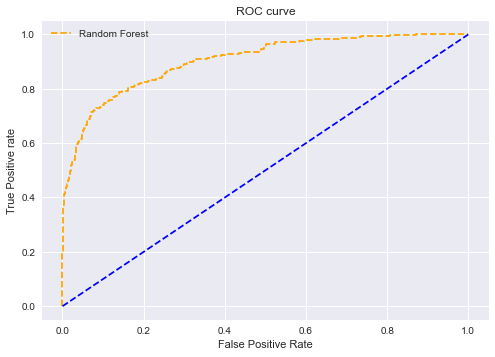 ROC curve
Random Forest
True Positive rate
1.0
0.8
0.6
0.4
0.2
0.0
0.0 0.2 0.4 0.6 0.8 1.0
False Positive Rate